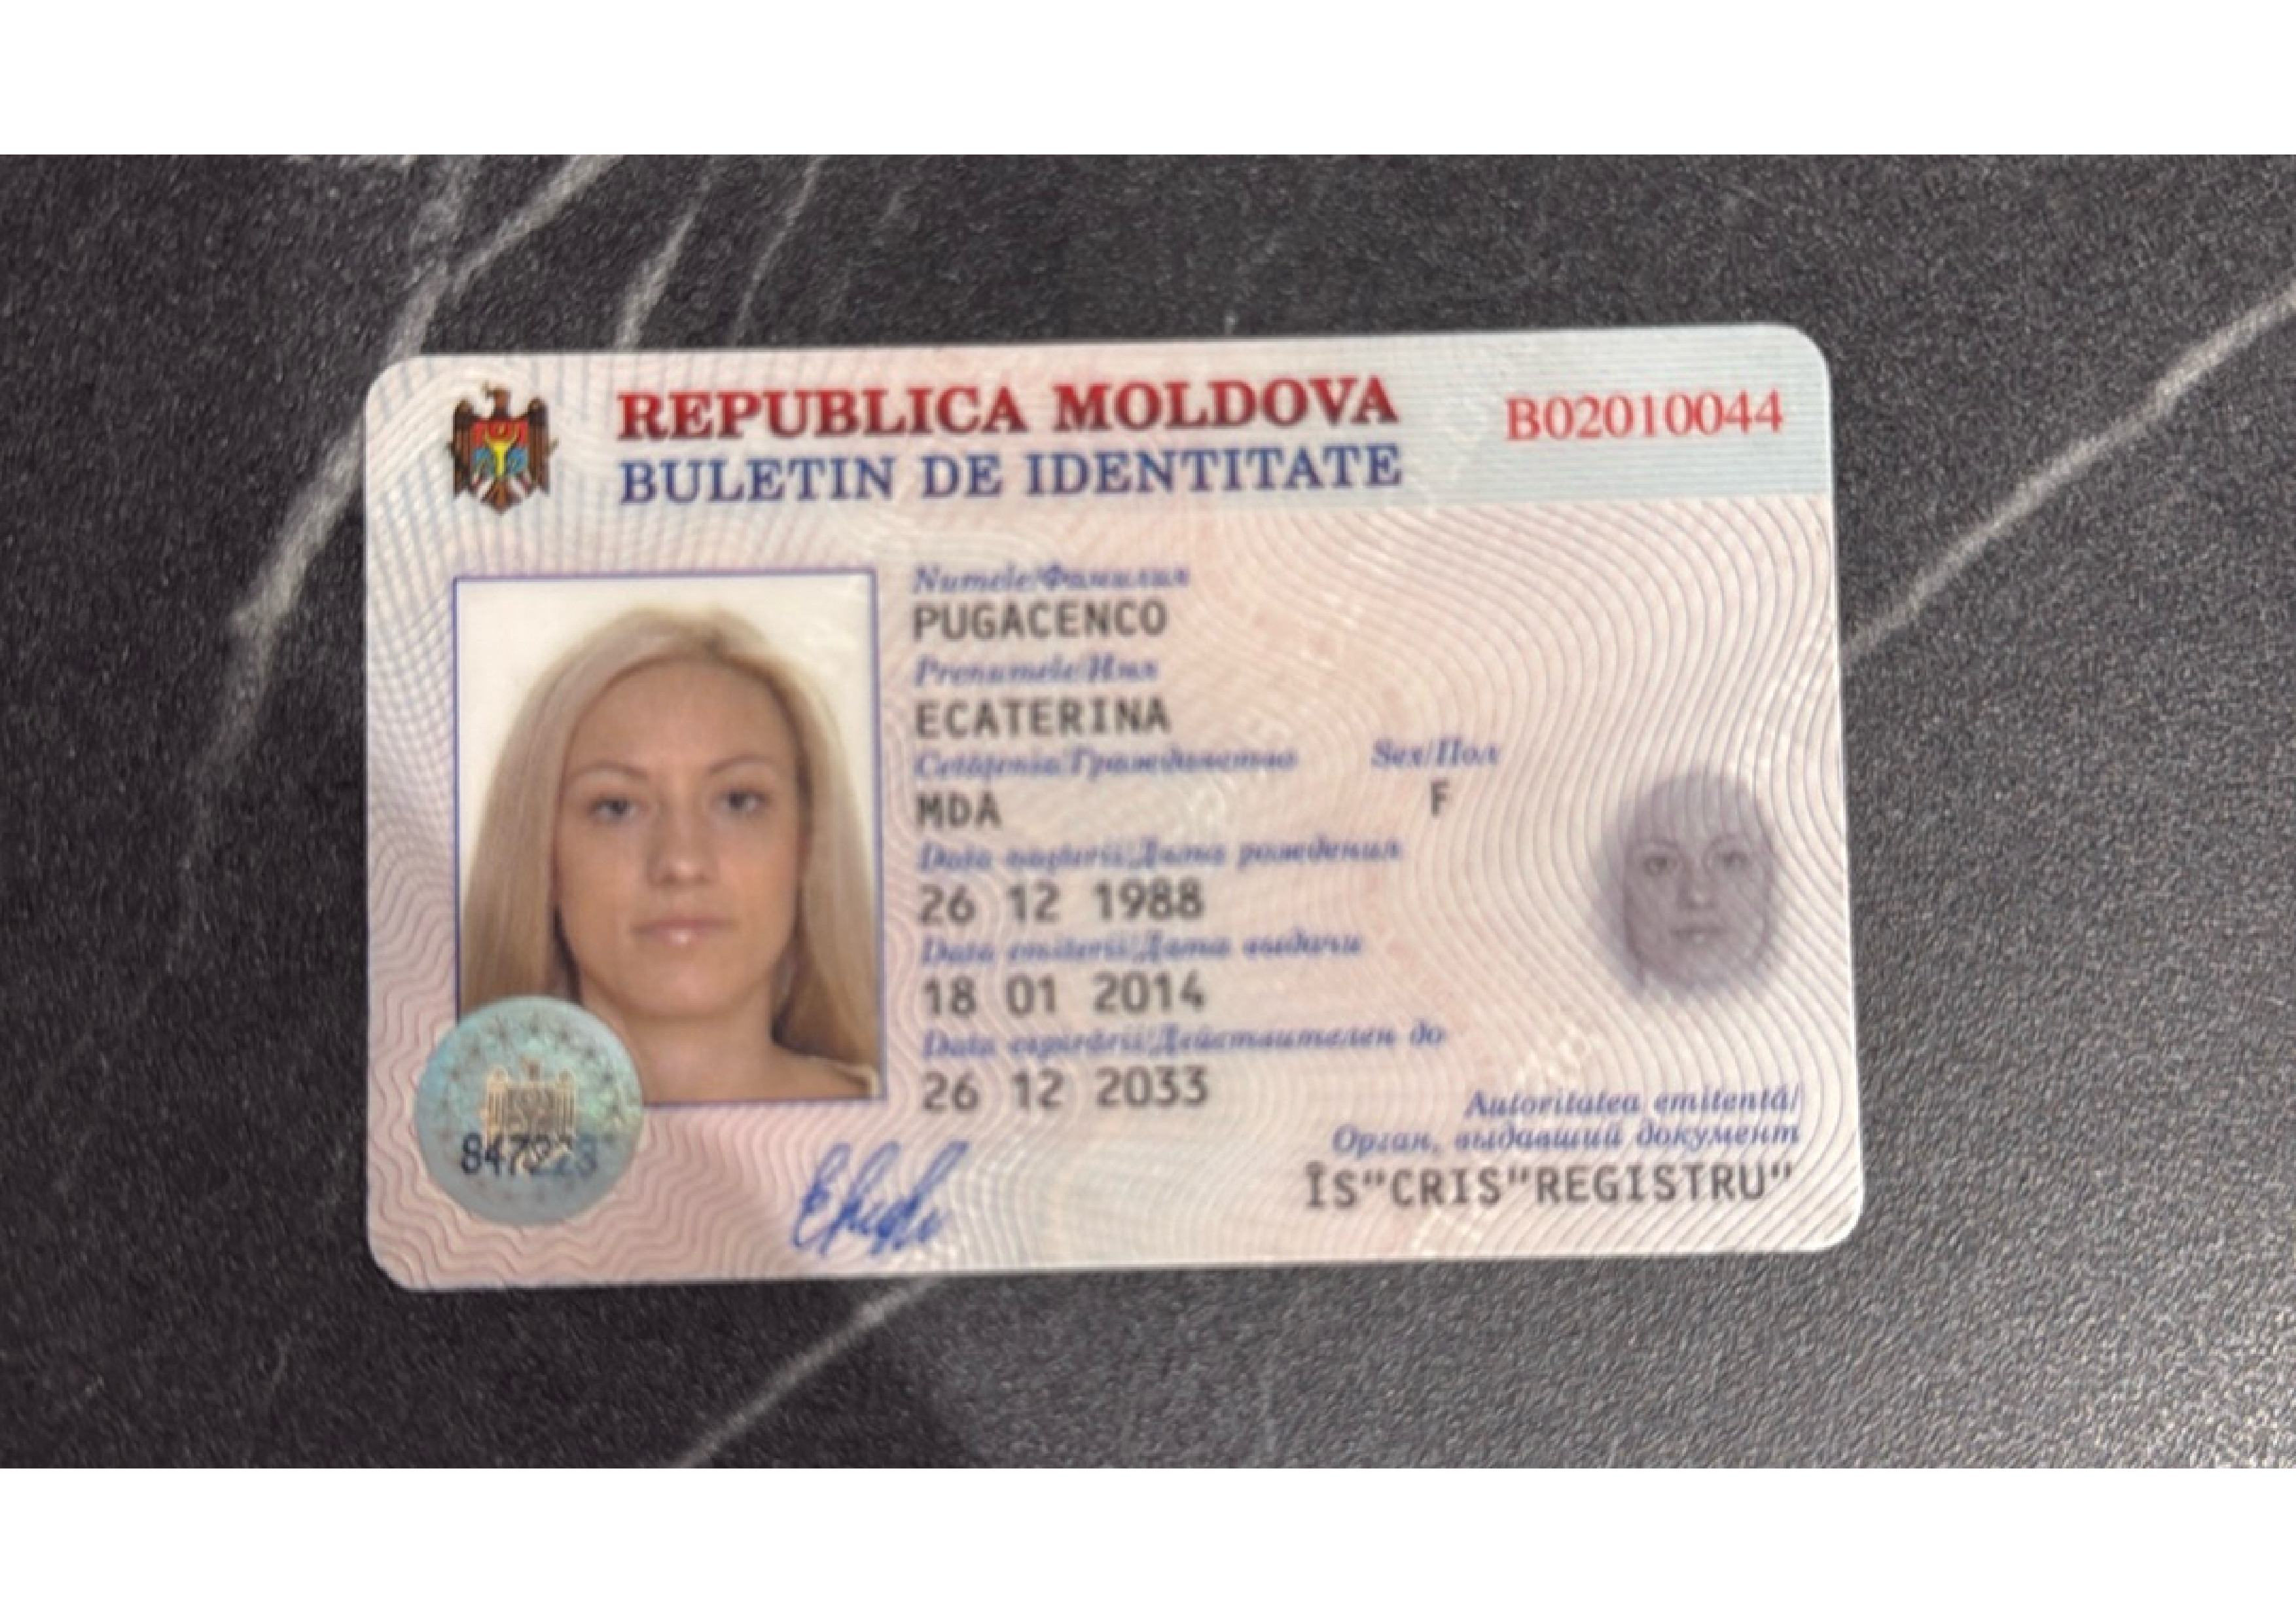 REPUBLICA MOLDOVA
B02010044
BULETIN DE IDENTITATE
Numele/Фамилия
PUGACENCO
Prenumele/Имя
ECATERINA
Cetăţenia/Гражданство Sex/Пол
MDA F
Data naşterii/Дата рождения
26 12 1988
Data emiterii/Дата выдачи
18 01 2014
Data expirării/Действителен до
26 12 2033
Autoritatea emitentă/
Орган, выдавший документ
ÎS"CRIS"REGISTRU"